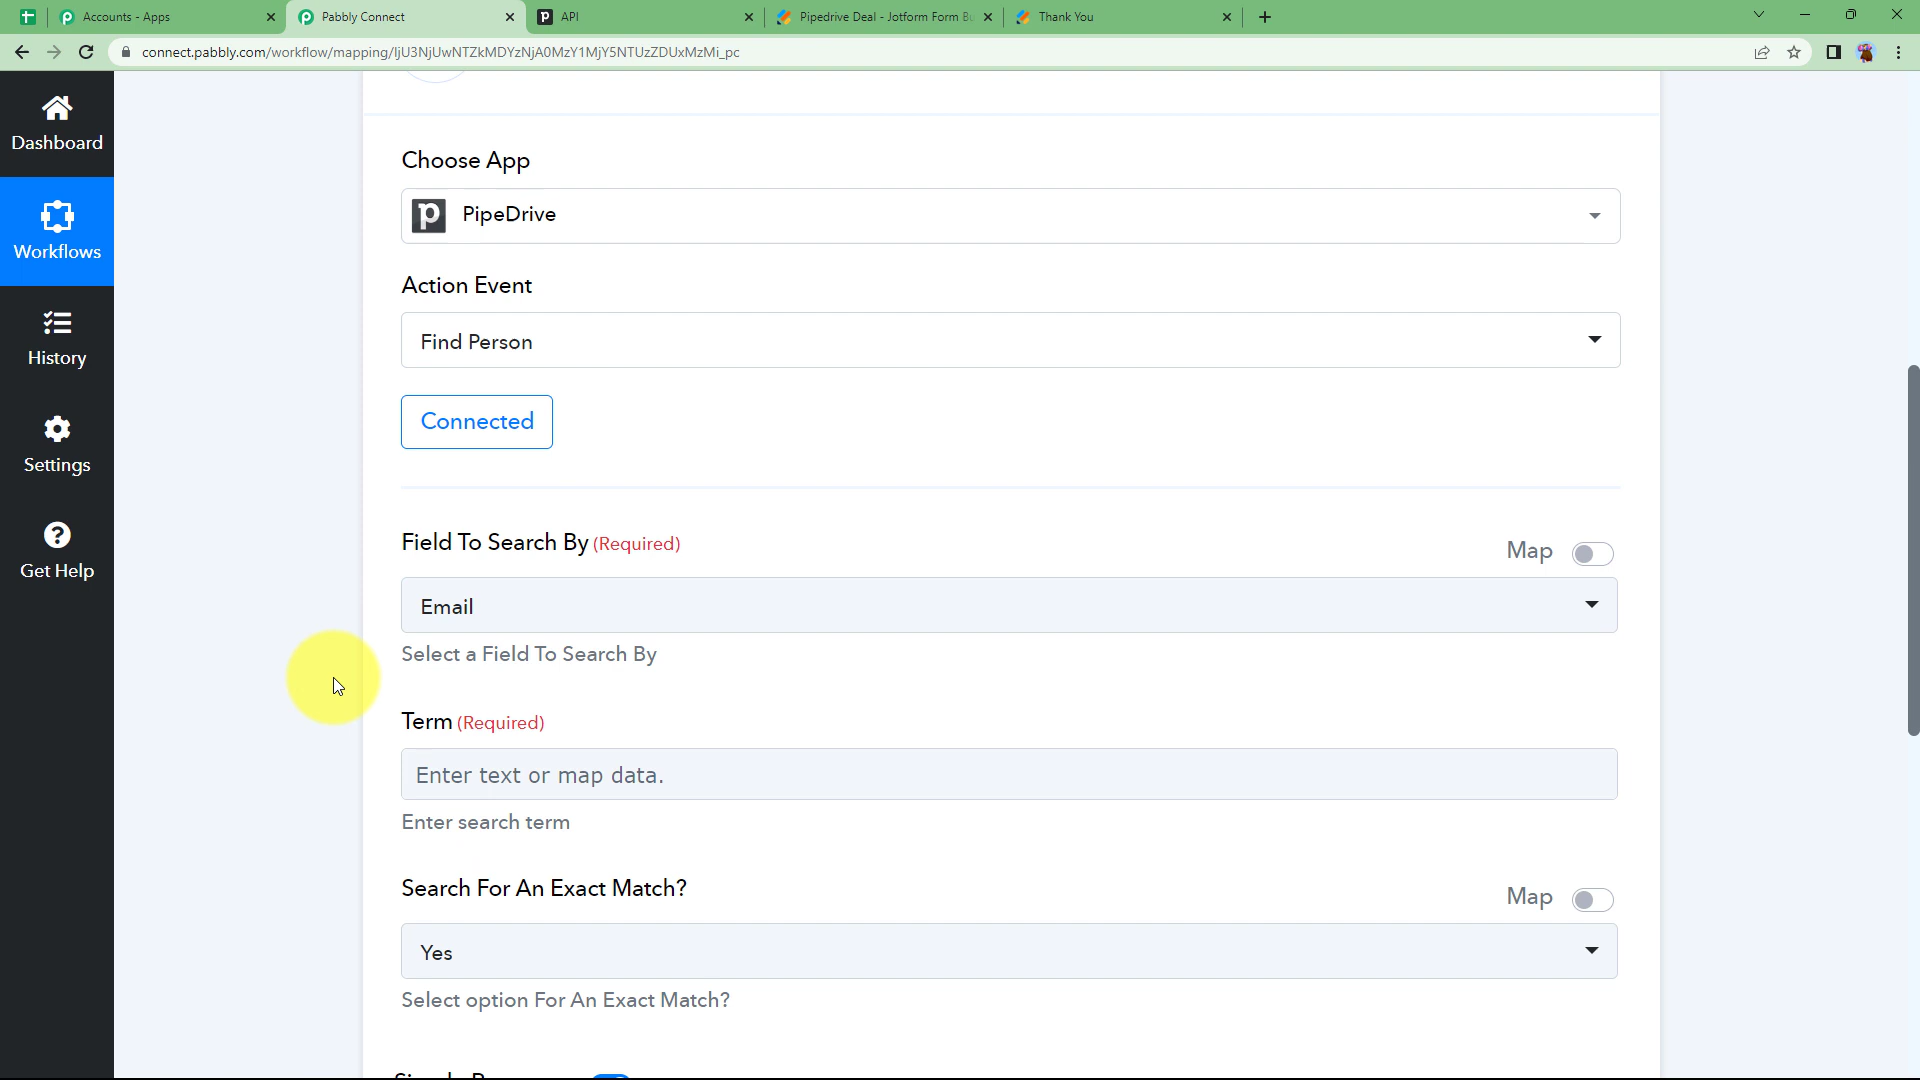 Accounts - Apps
Pabbly Connect
API
Pipedrive Deal - Jotform Form Bu
Thank You
connect.pabbly.com/workflow/mapping/IjU3NjUwNTZkMDYzNjA0MzY1MjY5NTUzZDUxMzMi_pc
Dashboard
Workflows
History
Settings
Get Help
Choose App
PipeDrive
Action Event
Find Person
Connected
Field To Search By (Required)
Map
Email
Select a Field To Search By
Term (Required)
Enter text or map data.
Enter search term
Search For An Exact Match?
Map
Yes
Select option For An Exact Match?